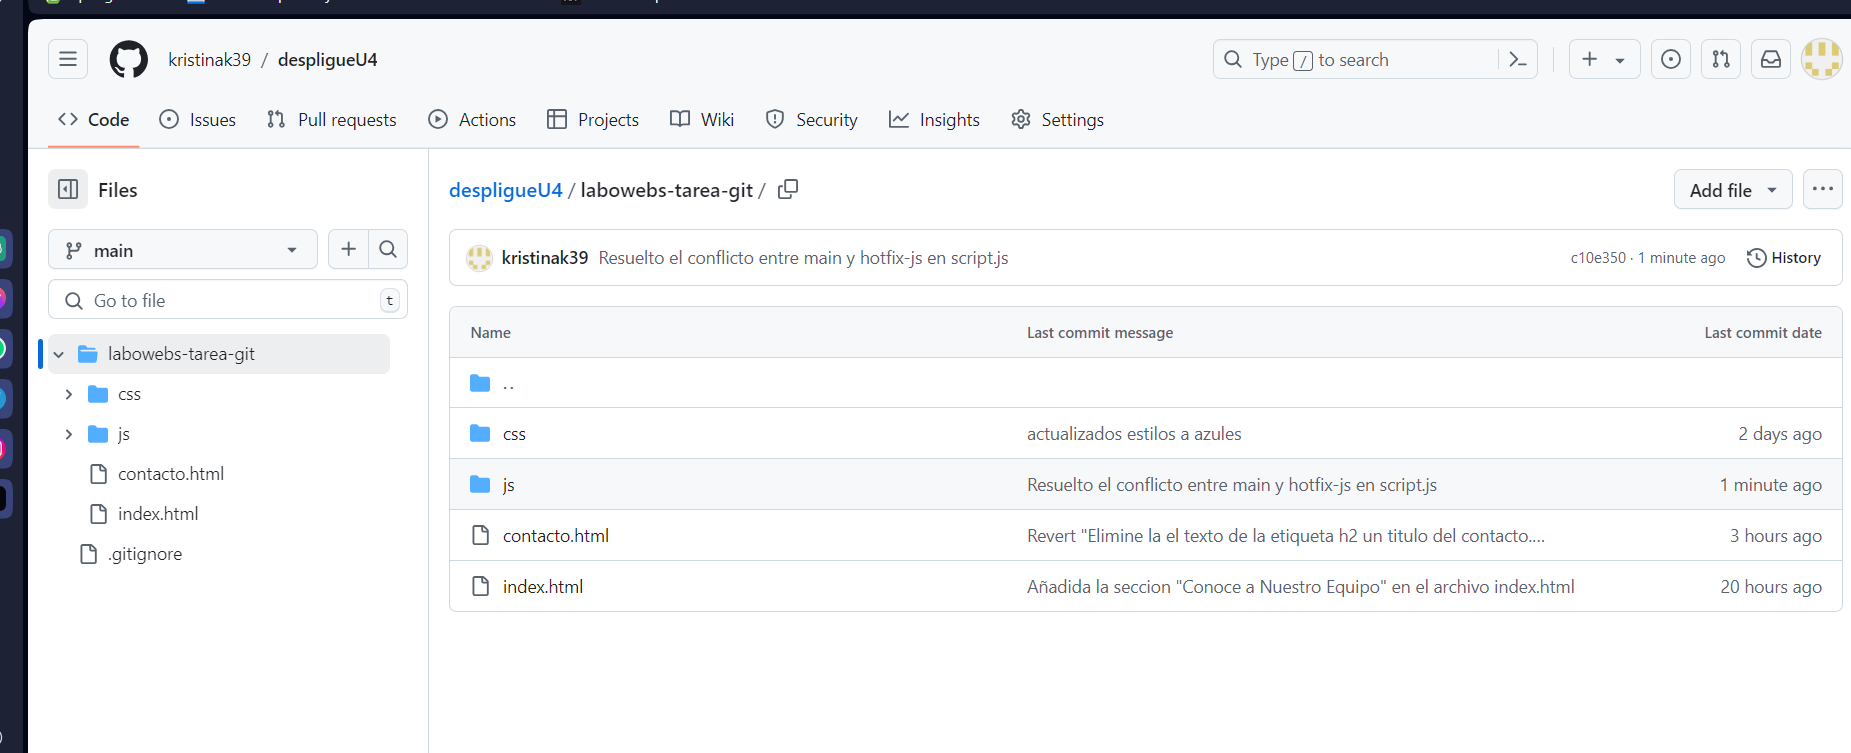 kristinak39 / despligueU4
Type / to search
Code Issues Pull requests Actions Projects Wiki Security Insights Settings
Files
main
Go to file t
labowebs-tarea-git
css
js
contacto.html
index.html
.gitignore
despligueU4 / labowebs-tarea-git /
Add file
kristinak39 Resuelto el conflicto entre main y hotfix-js en script.js c10e350 · 1 minute ago History
Name Last commit message Last commit date
..
css actualizados estilos a azules 2 days ago
js Resuelto el conflicto entre main y hotfix-js en script.js 1 minute ago
contacto.html Revert "Elimine la el texto de la etiqueta h2 un titulo del contacto.... 3 hours ago
index.html Añadida la seccion "Conoce a Nuestro Equipo" en el archivo index.html 20 hours ago